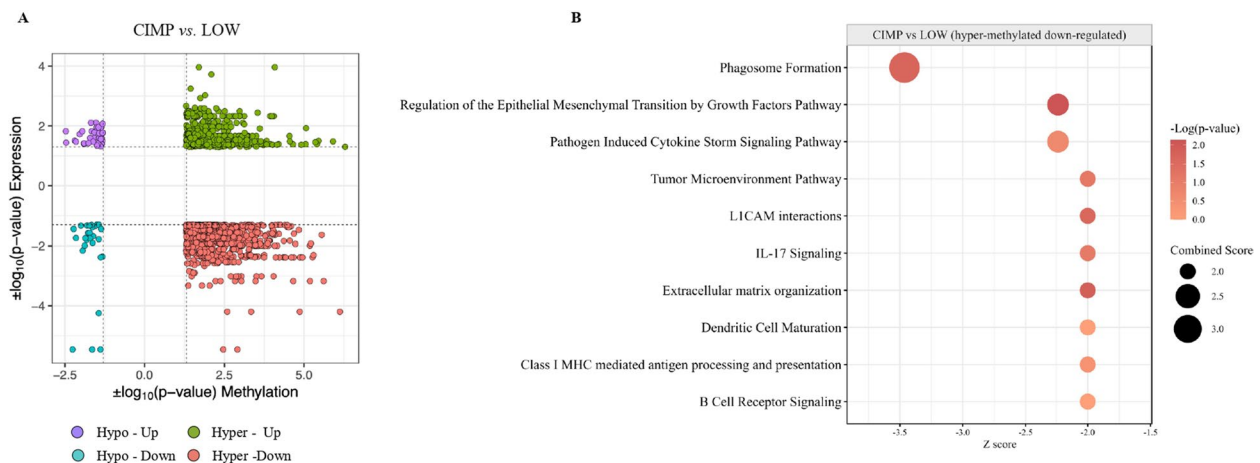 A
CIMP vs. LOW
4
2
0
−2
−4
±log10(p−value) Expression
−2.5
0.0
2.5
5.0
±log10(p−value) Methylation
Hypo - Up
Hyper - Up
Hypo - Down
Hyper -Down
B
CIMP vs LOW (hyper-methylated down-regulated)
Phagosome Formation
Regulation of the Epithelial Mesenchymal Transition by Growth Factors Pathway
Pathogen Induced Cytokine Storm Signaling Pathway
Tumor Microenvironment Pathway
L1CAM interactions
IL-17 Signaling
Extracellular matrix organization
Dendritic Cell Maturation
Class I MHC mediated antigen processing and presentation
B Cell Receptor Signaling
-3.5
-3.0
-2.5
-2.0
-1.5
Z score
-Log(p-value)
2.0
1.5
1.0
0.5
0.0
Combined Score
2.0
2.5
3.0